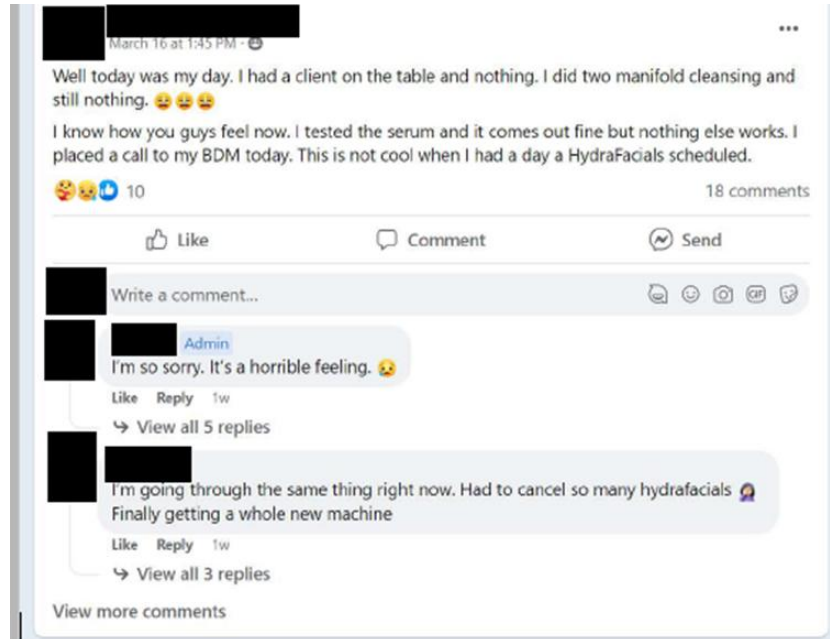 March 16 at 1:45 PM ·
Well today was my day. I had a client on the table and nothing. I did two manifold cleansing and
still nothing. 😩😩😩
I know how you guys feel now. I tested the serum and it comes out fine but nothing else works. I
placed a call to my BDM today. This is not cool when I had a day a HydraFacials scheduled.
10
18 comments
Like
Comment
Send
Write a comment...
GIF
Admin
I'm so sorry. It's a horrible feeling. 😥
Like Reply 1w
View all 5 replies
I'm going through the same thing right now. Had to cancel so many hydrafacials 🤦🏻‍♀️
Finally getting a whole new machine
Like Reply 1w
View all 3 replies
View more comments